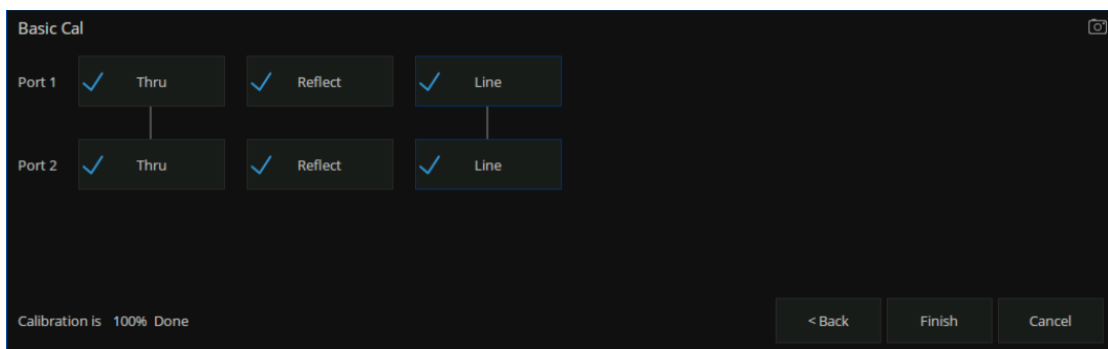 Basic Cal
Port 1 Thru Reflect Line
Port 2 Thru Reflect Line
Calibration is 100% Done < Back Finish Cancel